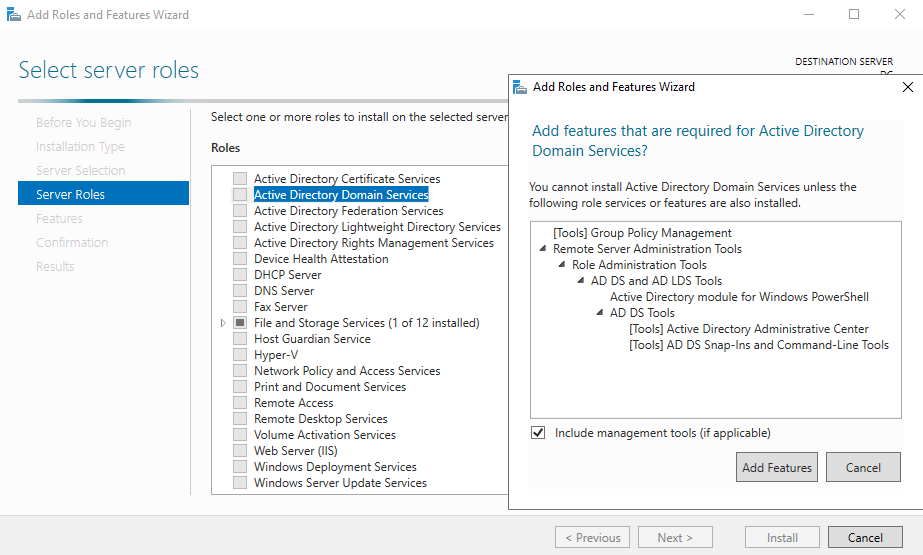 Add Roles and Features Wizard
Select server roles
DESTINATION SERVER
Before You Begin
Installation Type
Server Selection
Server Roles
Features
Confirmation
Results
Select one or more roles to install on the selected server
Roles
Active Directory Certificate Services
Active Directory Domain Services
Active Directory Federation Services
Active Directory Lightweight Directory Services
Active Directory Rights Management Services
Device Health Attestation
DHCP Server
DNS Server
Fax Server
File and Storage Services (1 of 12 installed)
Host Guardian Service
Hyper-V
Network Policy and Access Services
Print and Document Services
Remote Access
Remote Desktop Services
Volume Activation Services
Web Server (IIS)
Windows Deployment Services
Windows Server Update Services
Add Roles and Features Wizard
Add features that are required for Active Directory
Domain Services?
You cannot install Active Directory Domain Services unless the
following role services or features are also installed.
[Tools] Group Policy Management
Remote Server Administration Tools
Role Administration Tools
AD DS and AD LDS Tools
Active Directory module for Windows PowerShell
AD DS Tools
[Tools] Active Directory Administrative Center
[Tools] AD DS Snap-Ins and Command-Line Tools
Include management tools (if applicable)
Add Features
Cancel
< Previous
Next >
Install
Cancel